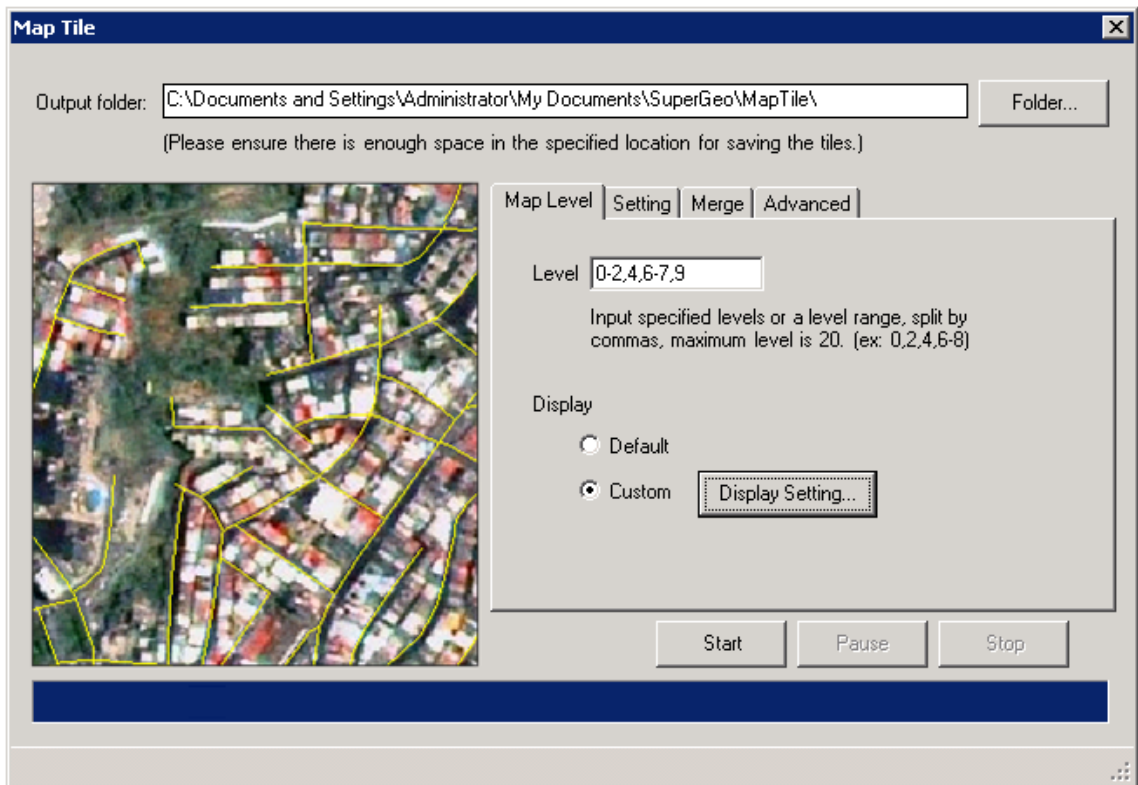 Map Tile
Output folder: C:\Documents and Settings\Administrator\My Documents\SuperGeo\MapTile\ Folder...
(Please ensure there is enough space in the specified location for saving the tiles.)
Map Level Setting Merge Advanced
Level 0-2,4,6-7,9
Input specified levels or a level range, split by
commas, maximum level is 20. (ex: 0,2,4,6-8)
Display
Default
Custom Display Setting...
Start Pause Stop